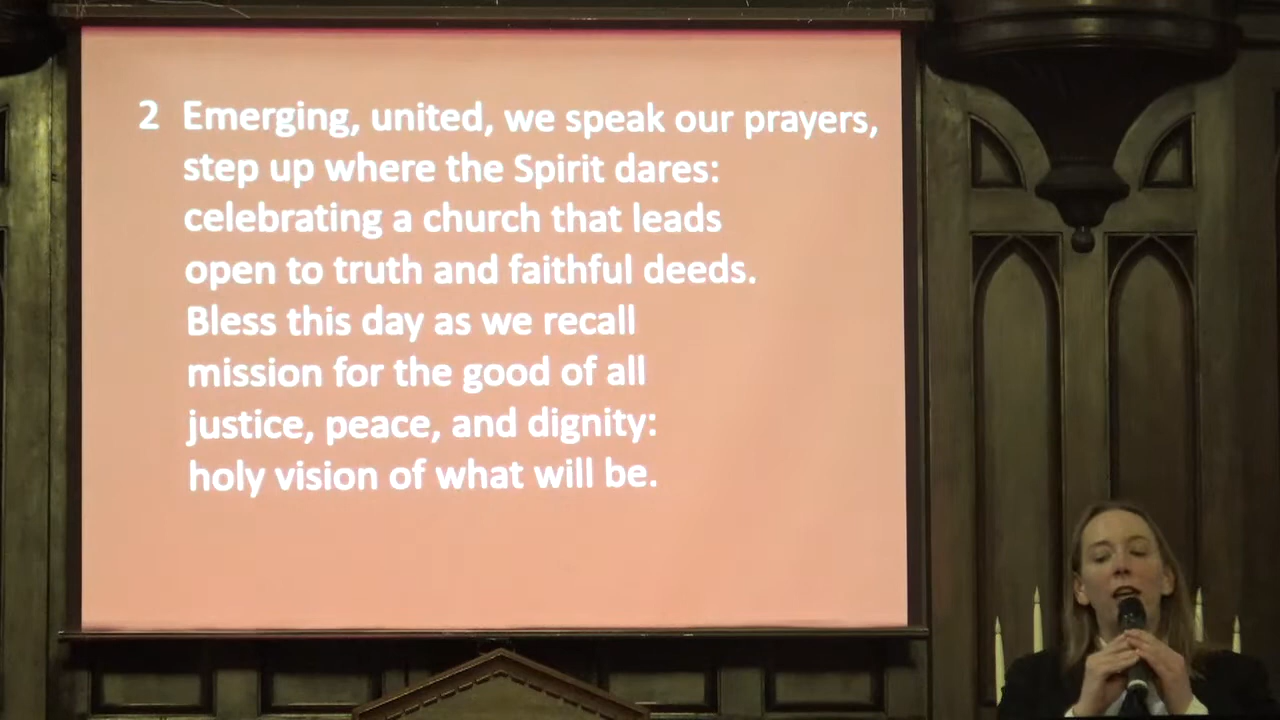 2 Emerging, united, we speak our prayers,
step up where the Spirit dares:
celebrating a church that leads
open to truth and faithful deeds.
Bless this day as we recall
mission for the good of all
justice, peace, and dignity:
holy vision of what will be.